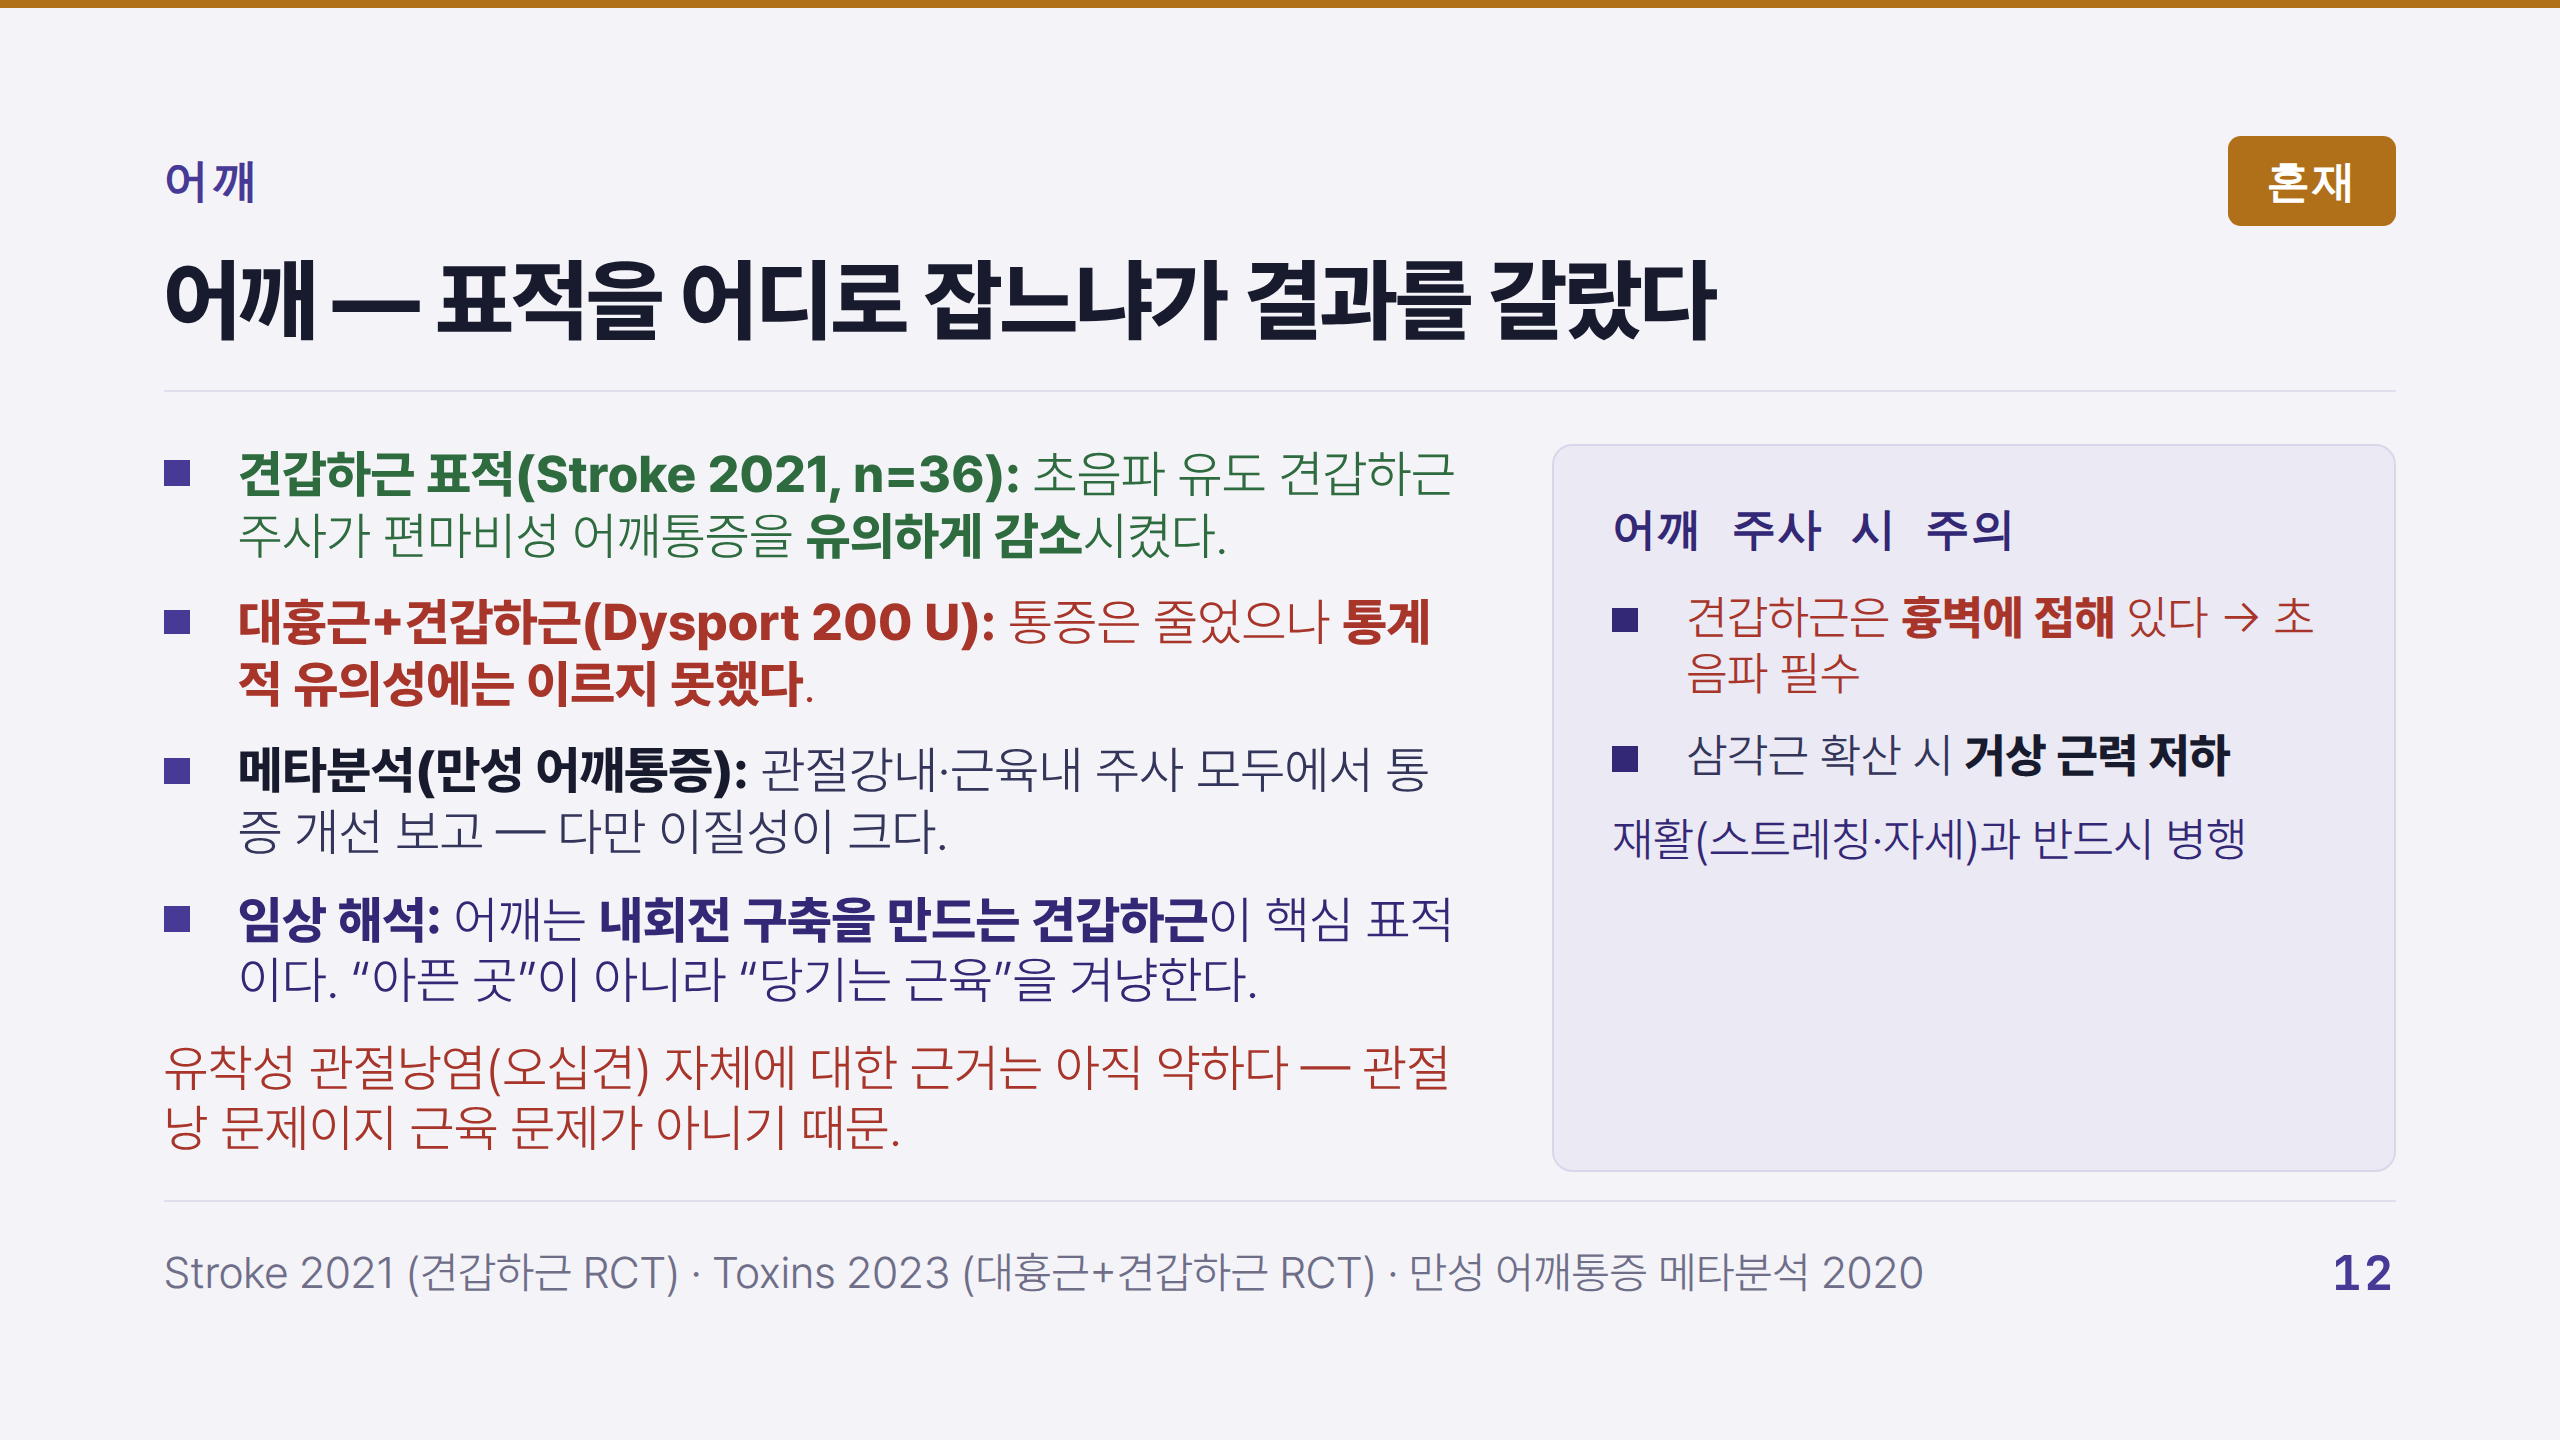 어깨
혼재
어깨 — 표적을 어디로 잡느냐가 결과를 갈랐다
견갑하근 표적(Stroke 2021, n=36): 초음파 유도 견갑하근
주사가 편마비성 어깨통증을 유의하게 감소시켰다.
대흉근+견갑하근(Dysport 200 U): 통증은 줄었으나 통계
적 유의성에는 이르지 못했다.
메타분석(만성 어깨통증): 관절강내·근육내 주사 모두에서 통
증 개선 보고 — 다만 이질성이 크다.
임상 해석: 어깨는 내회전 구축을 만드는 견갑하근이 핵심 표적
이다. “아픈 곳”이 아니라 “당기는 근육”을 겨냥한다.
유착성 관절낭염(오십견) 자체에 대한 근거는 아직 약하다 — 관절
낭 문제이지 근육 문제가 아니기 때문.
어깨 주사 시 주의
견갑하근은 흉벽에 접해 있다 → 초
음파 필수
삼각근 확산 시 거상 근력 저하
재활(스트레칭·자세)과 반드시 병행
Stroke 2021 (견갑하근 RCT) · Toxins 2023 (대흉근+견갑하근 RCT) · 만성 어깨통증 메타분석 2020
12